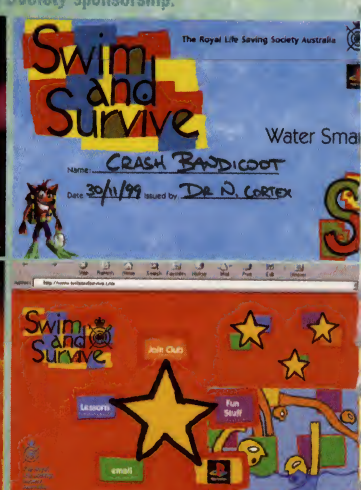 Society Sponsorship.
The Royal Life Saving Society Australia
Swim
and
Survive
Water Sma
Name: CRASH BANDICOOT
Date 30/11/99 issued by DR N. CORTEX
S
Swim
and
Survive
Join Club
Lessons
Fun
Stuff
email